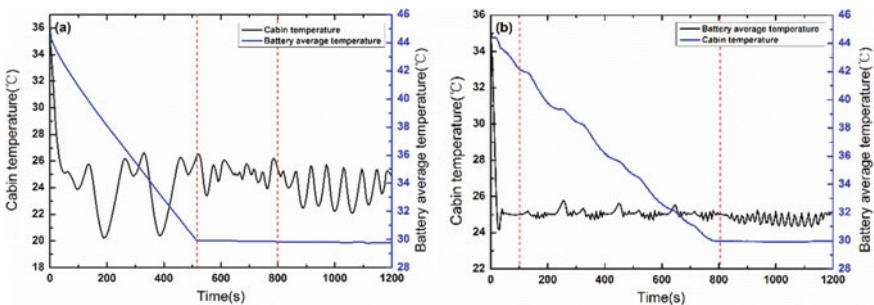 (a)
Cabin temperature
Battery average temperature
Cabin temperature(℃)
36
34
32
30
28
26
24
22
20
18
46
44
42
40
38
36
34
32
30
28
26
Battery average temperature(℃)
0 200 400 600 800 1000 1200
Time(s)
(b)
Battery average temperature
Cabin temperature
Cabin temperature(℃)
36
34
32
30
28
26
24
22
46
44
42
40
38
36
34
32
30
28
Battery average temperature(℃)
0 200 400 600 800 1000 1200
Time(s)